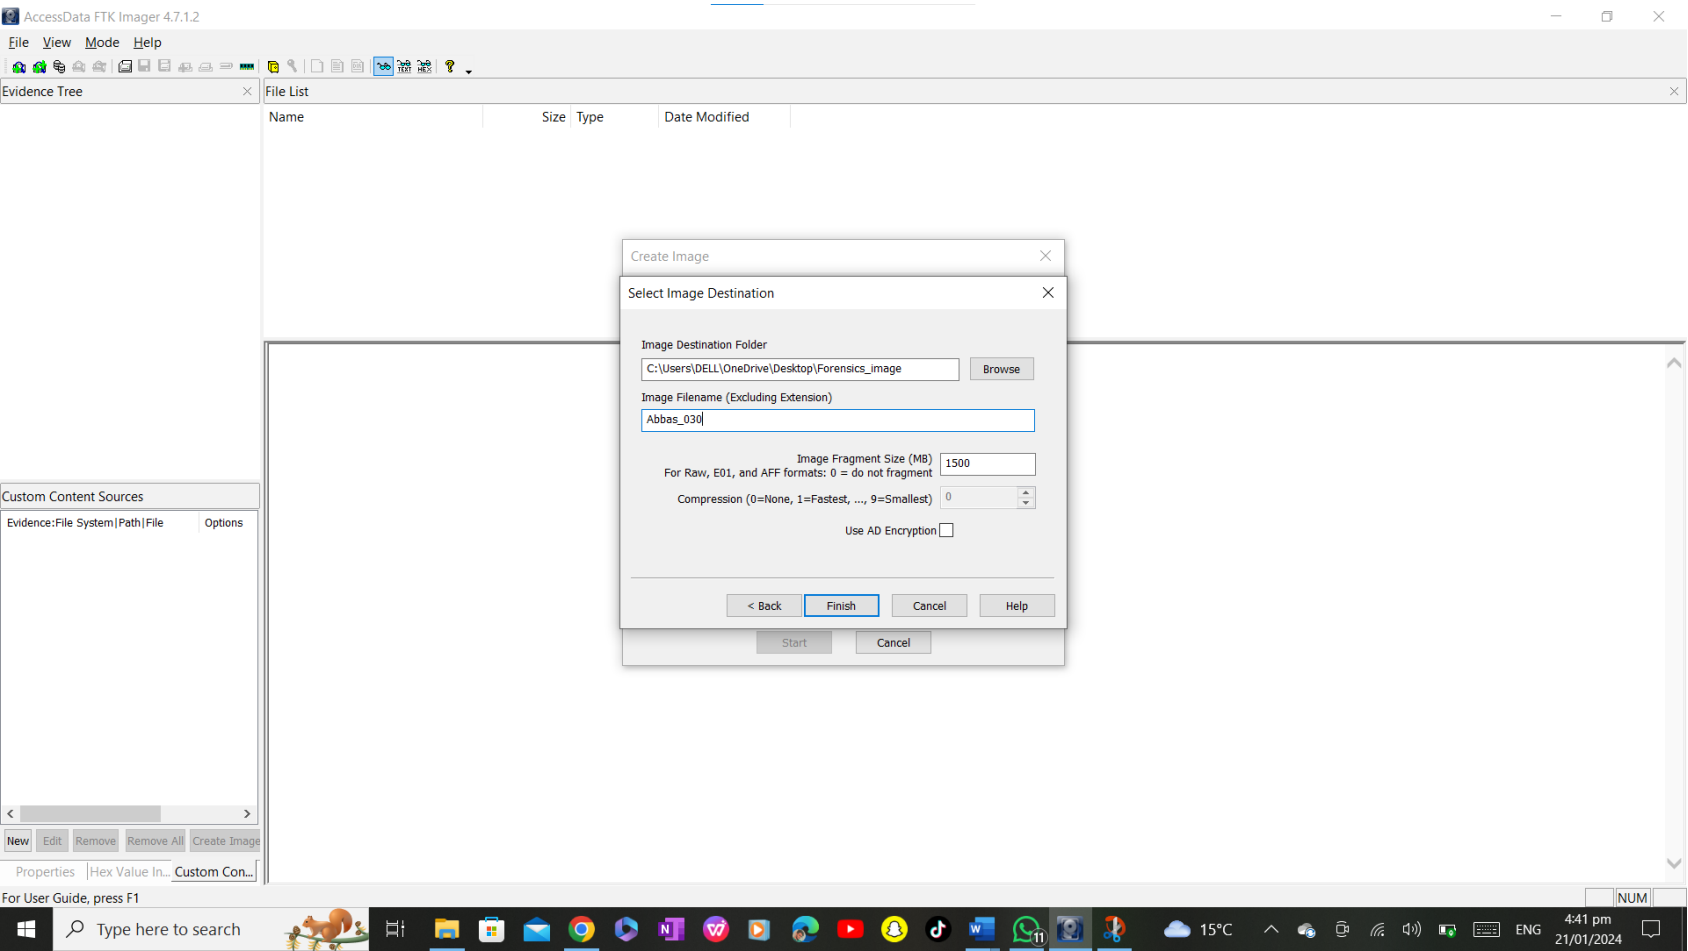 AccessData FTK Imager 4.7.1.2
File View Mode Help
TEXT HEX ?
Evidence Tree
File List
Name Size Type Date Modified
Create Image
Select Image Destination
Image Destination Folder
C:\Users\DELL\OneDrive\Desktop\Forensics_image Browse
Image Filename (Excluding Extension)
Abbas_030
Image Fragment Size (MB) 1500
For Raw, E01, and AFF formats: 0 = do not fragment
Compression (0=None, 1=Fastest, ..., 9=Smallest) 0
Use AD Encryption
< Back Finish Cancel Help
Start Cancel
Custom Content Sources
Evidence:File System|Path|File Options
New Edit Remove Remove All Create Image
Properties Hex Value In... Custom Con...
For User Guide, press F1
NUM
Type here to search
11
15°C
ENG
4:41 pm
21/01/2024